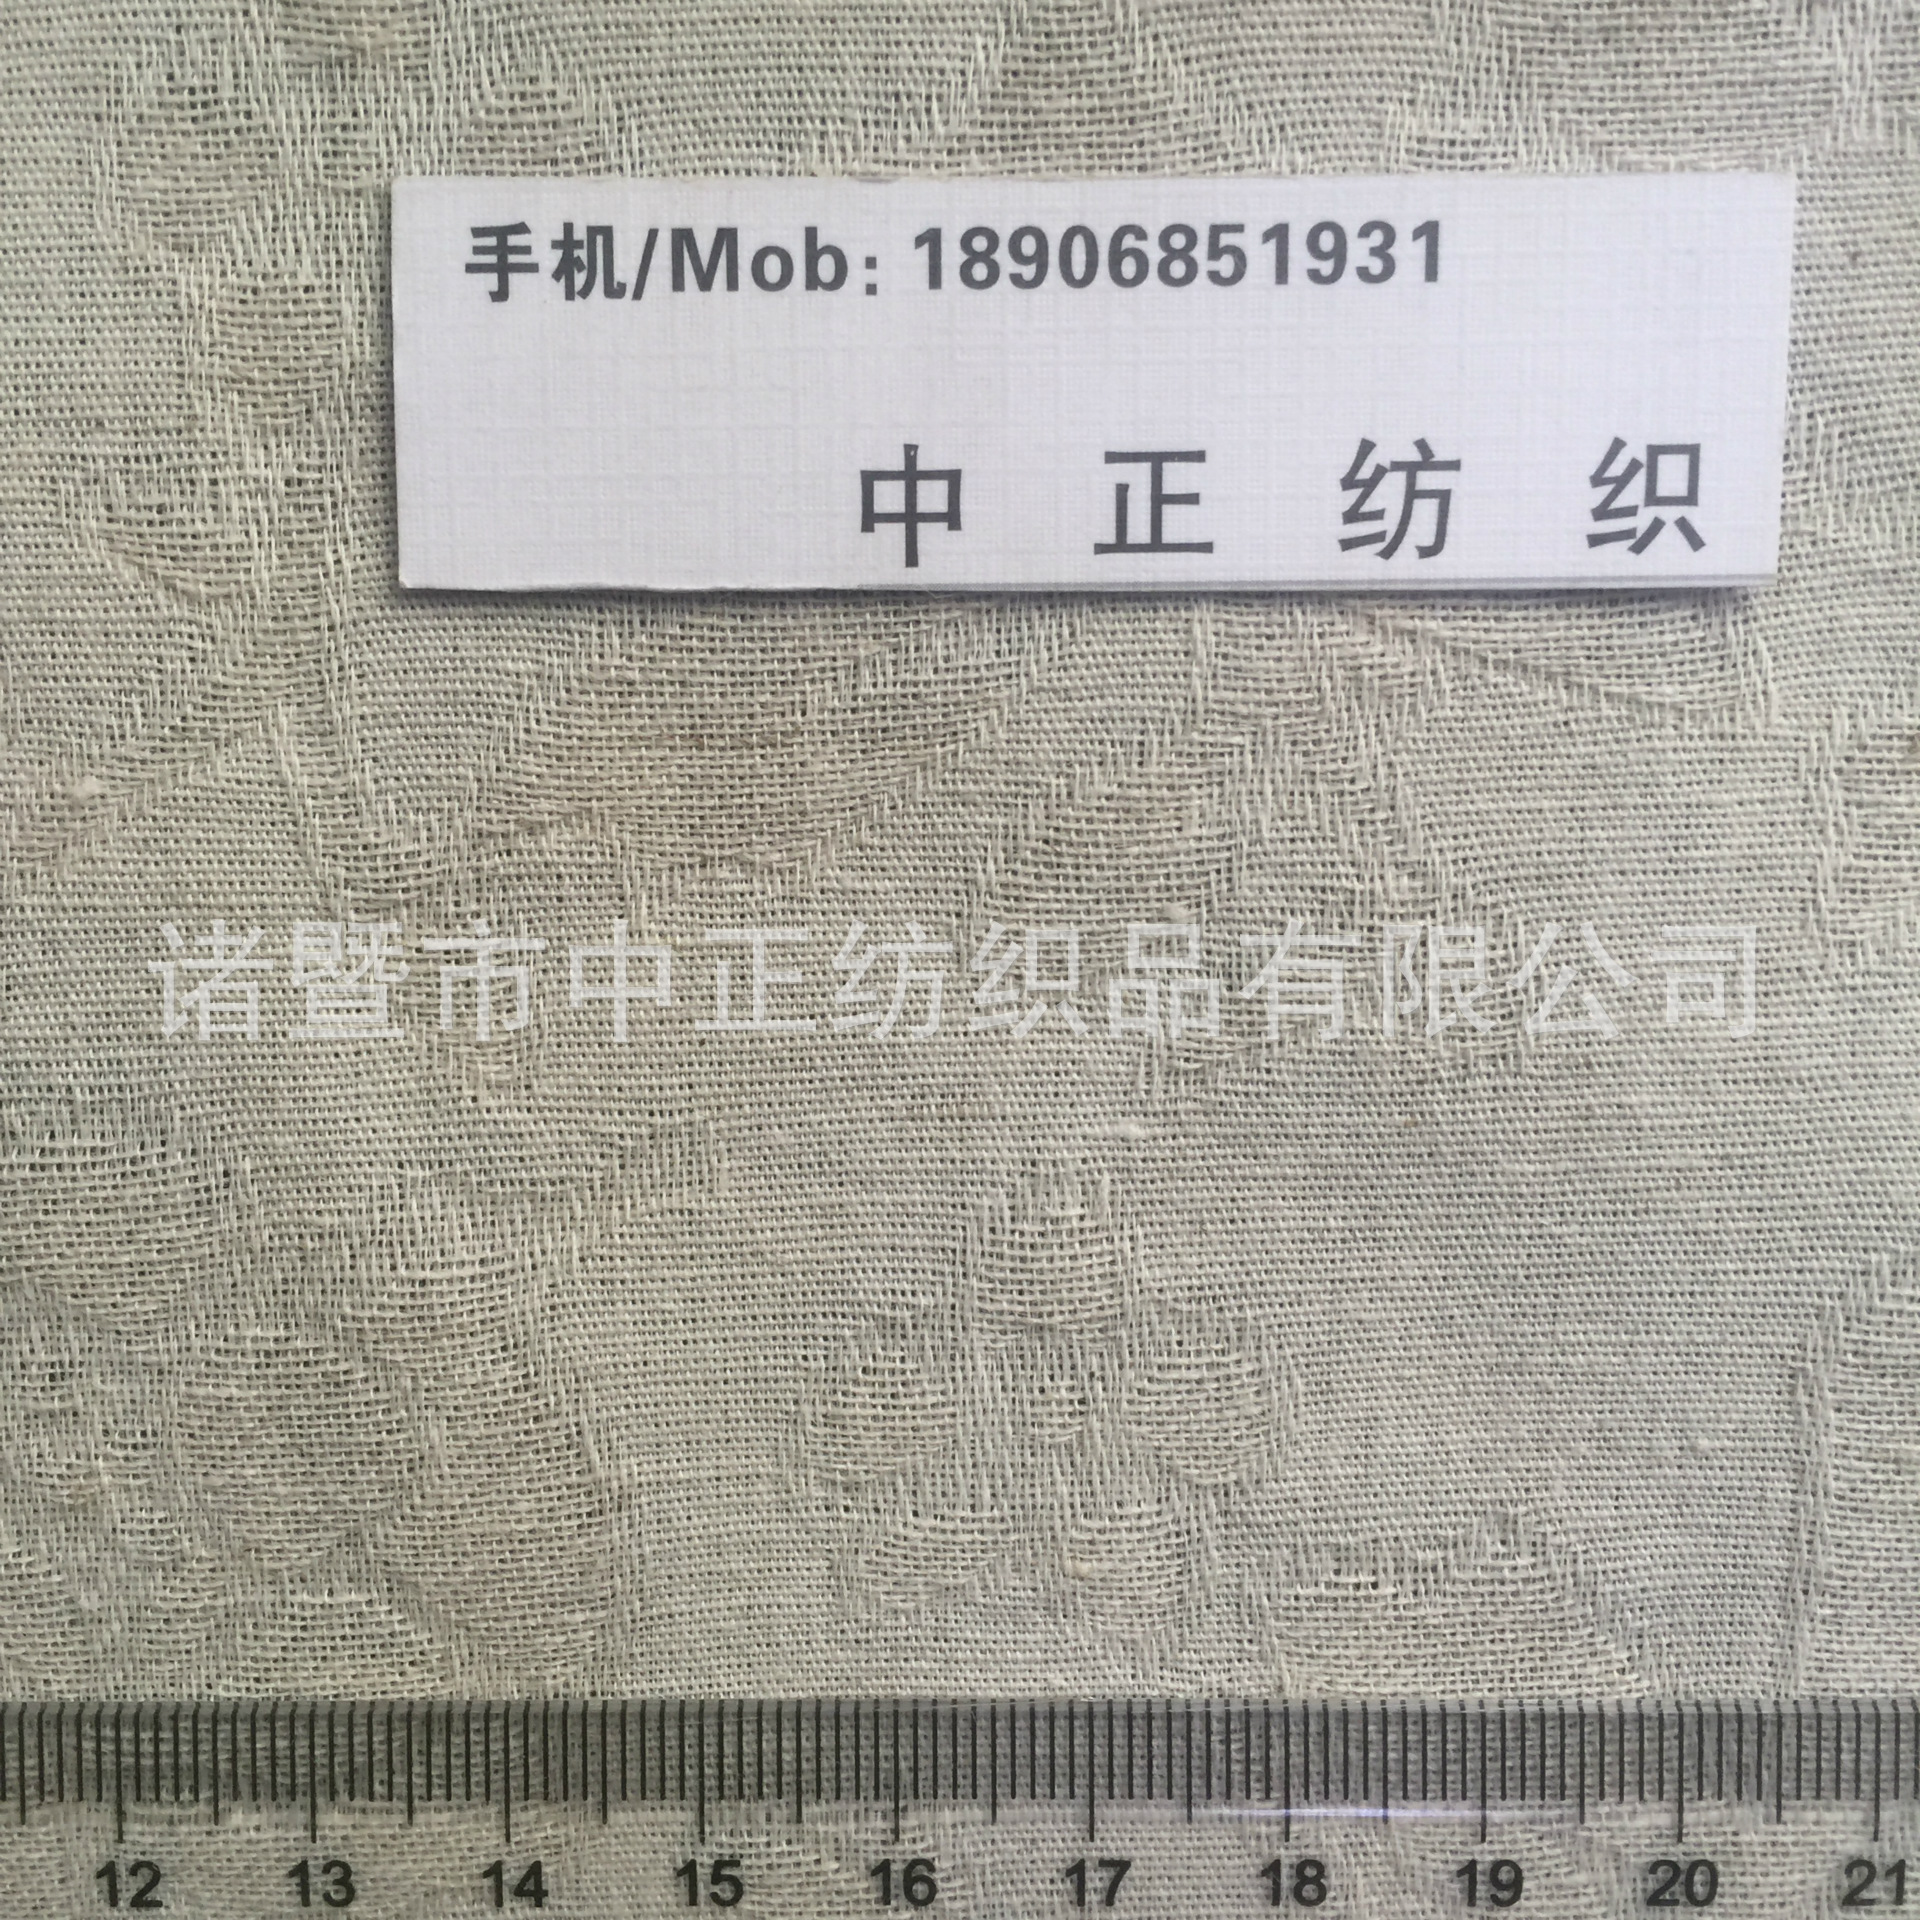 手机/Mob: 18906851931
中正纺织
诸暨市中正纺织品有限公司
12 13 14 15 16 17 18 19 20 21